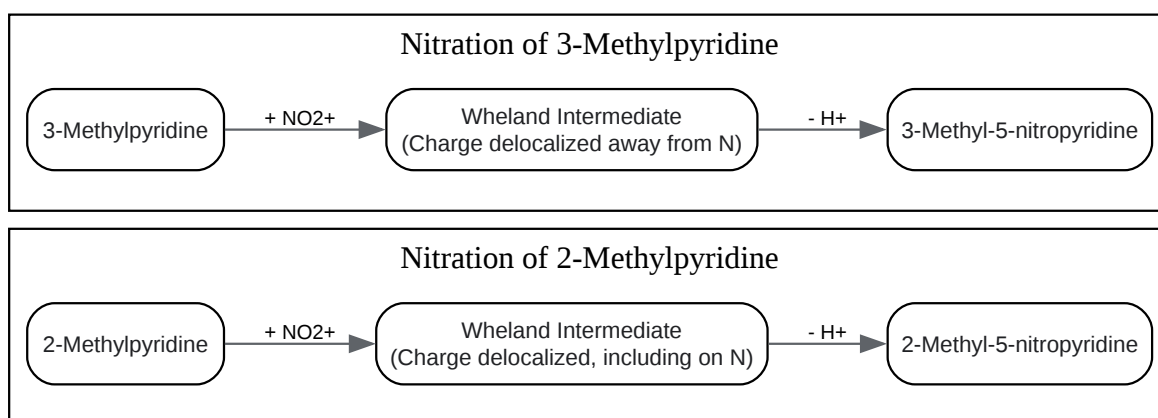 Nitration of 3-Methylpyridine
3-Methylpyridine
+ NO2+
Wheland Intermediate
(Charge delocalized away from N)
- H+
3-Methyl-5-nitropyridine
Nitration of 2-Methylpyridine
2-Methylpyridine
+ NO2+
Wheland Intermediate
(Charge delocalized, including on N)
- H+
2-Methyl-5-nitropyridine